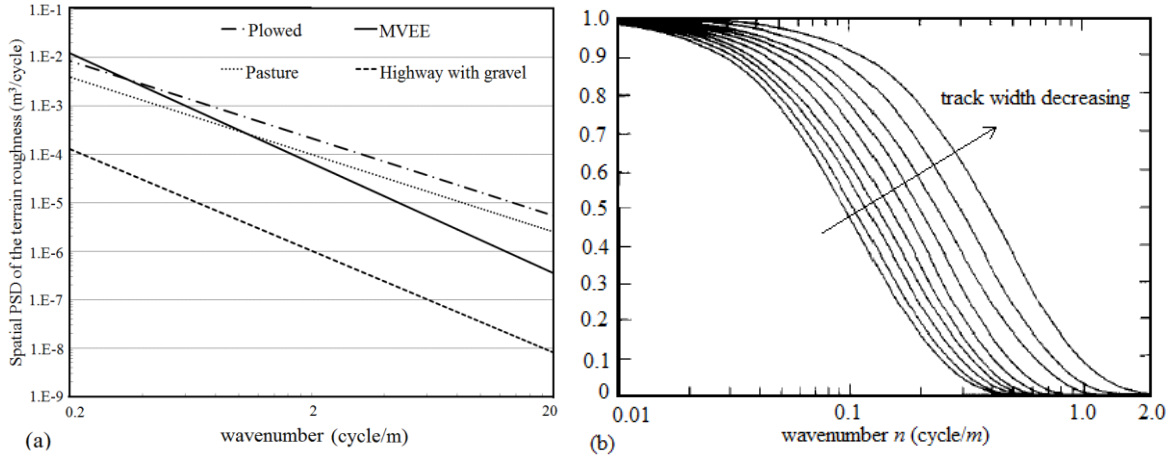 1.E-1
1.E-2
1.E-3
1.E-4
1.E-5
1.E-6
1.E-7
1.E-8
1.E-9
Spatial PSD of the terrain roughness (m³/cycle)
Plowed
MVEE
Pasture
Highway with gravel
0.2
2
20
wavenumber (cycle/m)
(a)
1.0
0.9
0.8
0.7
0.6
0.5
0.4
0.3
0.2
0.1
0
track width decreasing
0.01
0.1
1.0
2.0
wavenumber n (cycle/m)
(b)